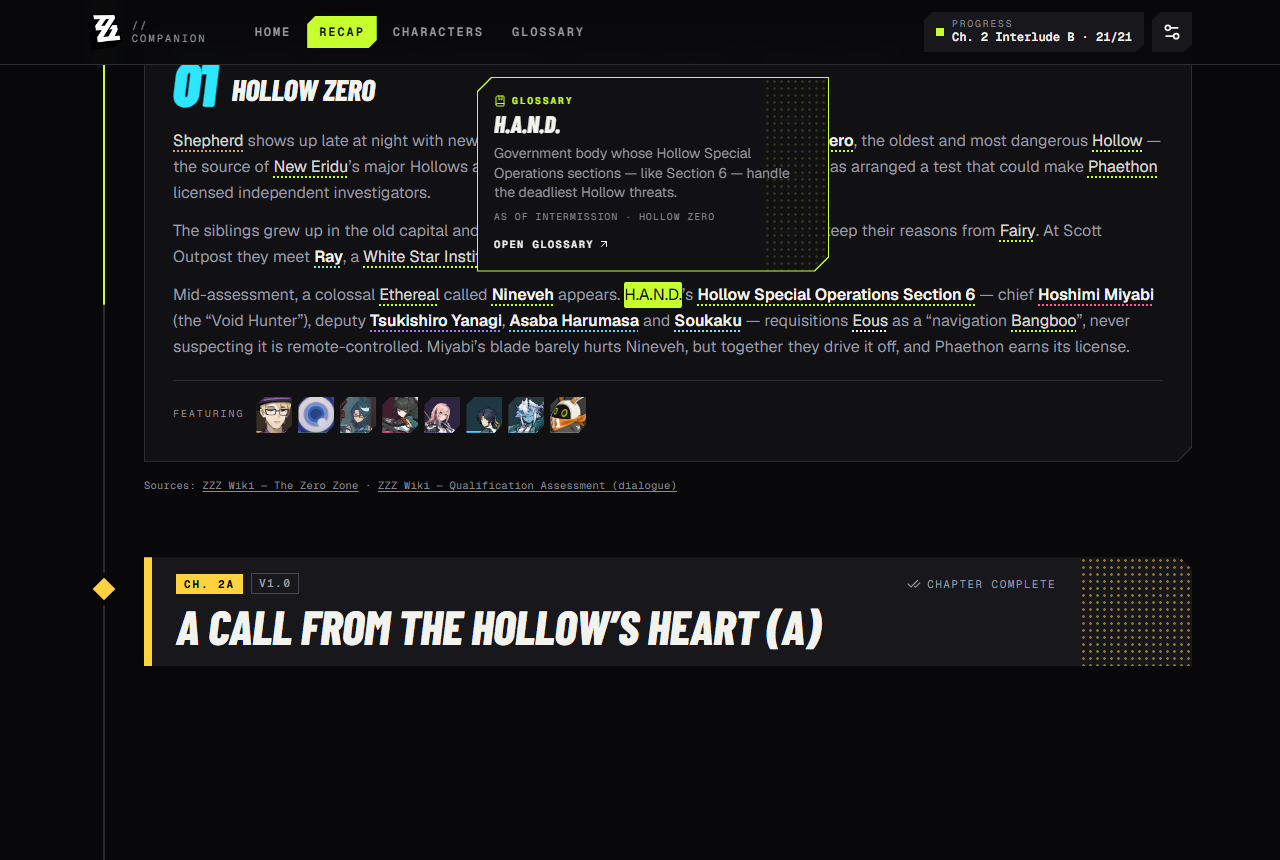 ZZ // COMPANION
HOME RECAP CHARACTERS GLOSSARY
PROGRESS
Ch. 2 Interlude B · 21/21
01 HOLLOW ZERO
GLOSSARY
H.A.N.D.
Government body whose Hollow Special
Operations sections — like Section 6 — handle
the deadliest Hollow threats.
AS OF INTERMISSION · HOLLOW ZERO
OPEN GLOSSARY
Shepherd shows up late at night with new ero, the oldest and most dangerous Hollow —
the source of New Eridu’s major Hollows as arranged a test that could make Phaethon
licensed independent investigators.
The siblings grew up in the old capital and keep their reasons from Fairy. At Scott
Outpost they meet Ray, a White Star Insti
Mid-assessment, a colossal Ethereal called Nineveh appears. H.A.N.D.’s Hollow Special Operations Section 6 — chief Hoshimi Miyabi
(the “Void Hunter”), deputy Tsukishiro Yanagi, Asaba Harumasa and Soukaku — requisitions Eous as a “navigation Bangboo”, never
suspecting it is remote-controlled. Miyabi’s blade barely hurts Nineveh, but together they drive it off, and Phaethon earns its license.
FEATURING
Sources: ZZZ Wiki — The Zero Zone · ZZZ Wiki — Qualification Assessment (dialogue)
CH. 2A V1.0
CHAPTER COMPLETE
A CALL FROM THE HOLLOW’S HEART (A)